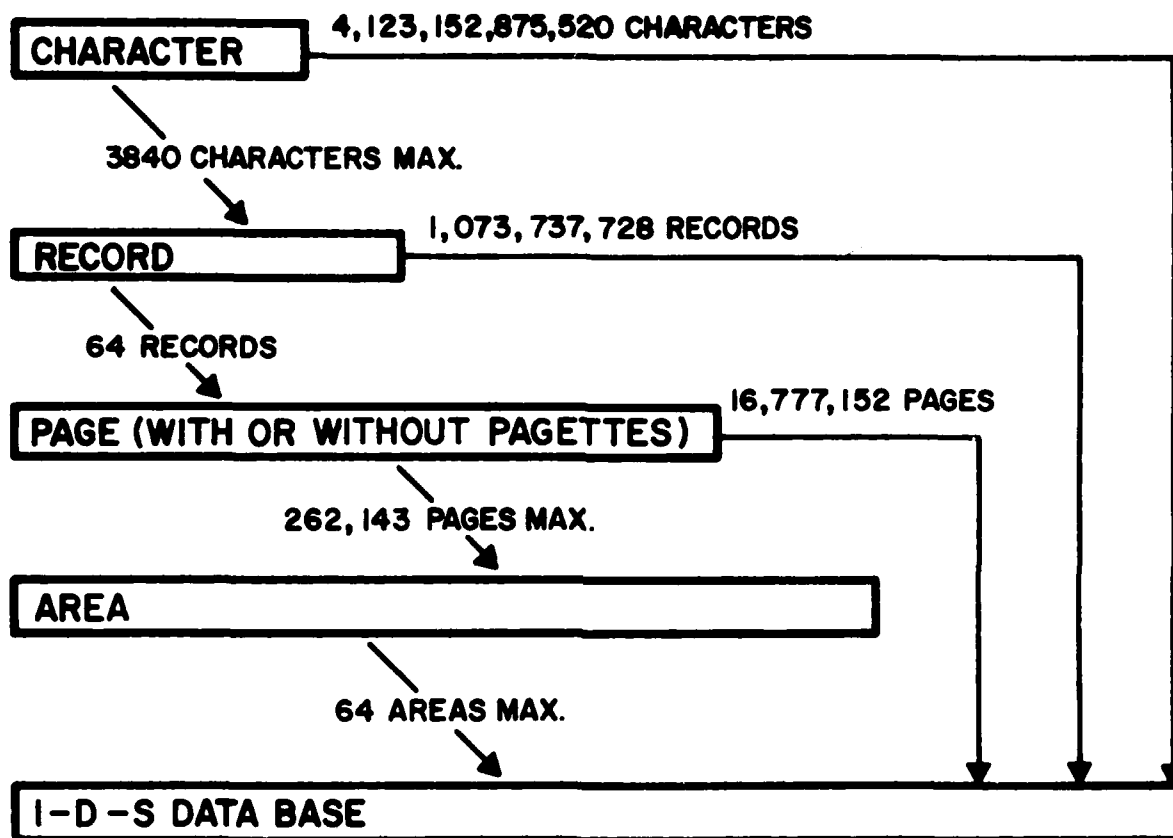 4,123,152,875,520 CHARACTERS
CHARACTER
3840 CHARACTERS MAX.
1,073,737,728 RECORDS
RECORD
64 RECORDS
16,777,152 PAGES
PAGE (WITH OR WITHOUT PAGETTES)
262,143 PAGES MAX.
AREA
64 AREAS MAX.
I-D-S DATA BASE